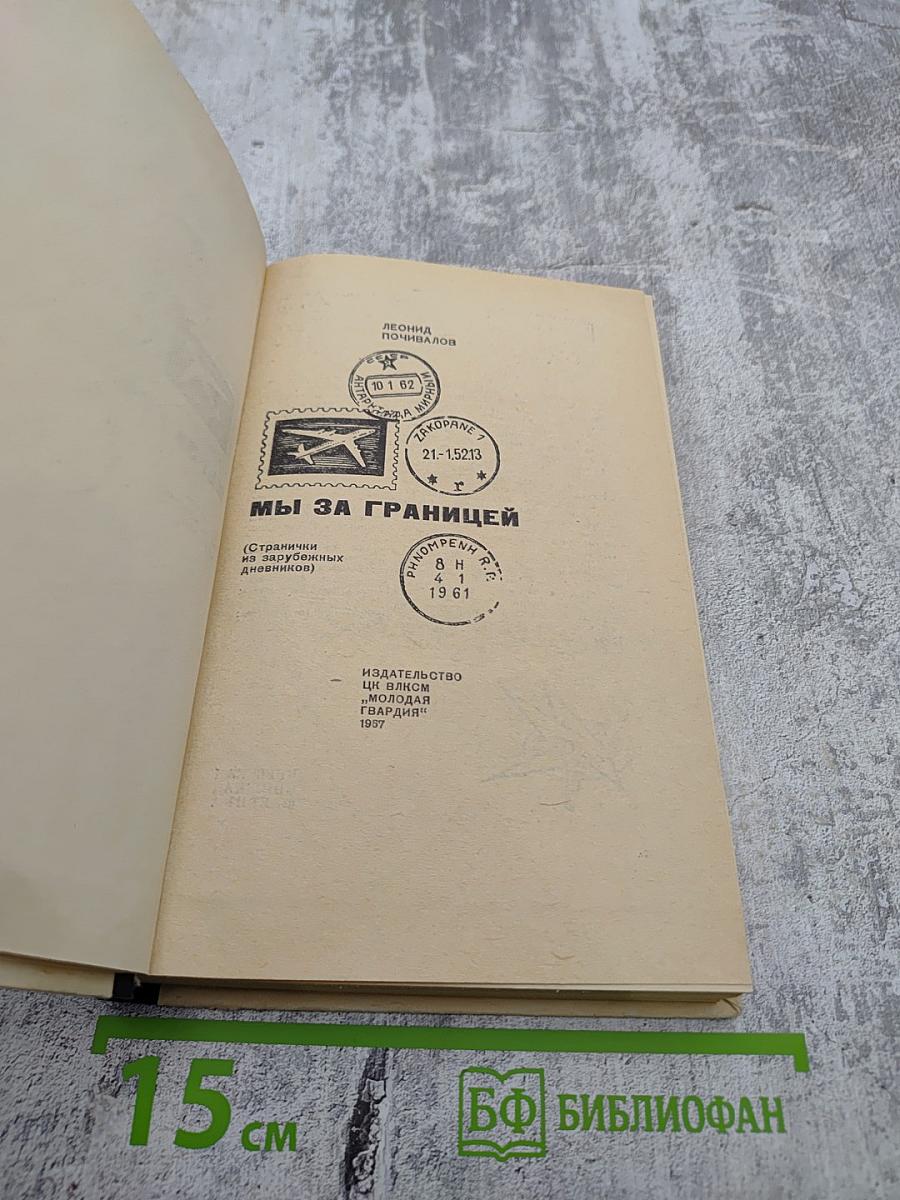 ЛЕОНИД
ПОЧИВАЛОВ
СССР
10 1 62
АНТАРКТИДА МИРНЫЙ
ZAKOPANE 1
21.-1.52.13
r
МЫ ЗА ГРАНИЦЕЙ
(Странички
из зарубежных
дневников)
PHNOMPENH R.P.
8 H
4 1
1961
ИЗДАТЕЛЬСТВО
ЦК ВЛКСМ
„МОЛОДАЯ
ГВАРДИЯ“
1967
15 см
БФ БИБЛИОФАН